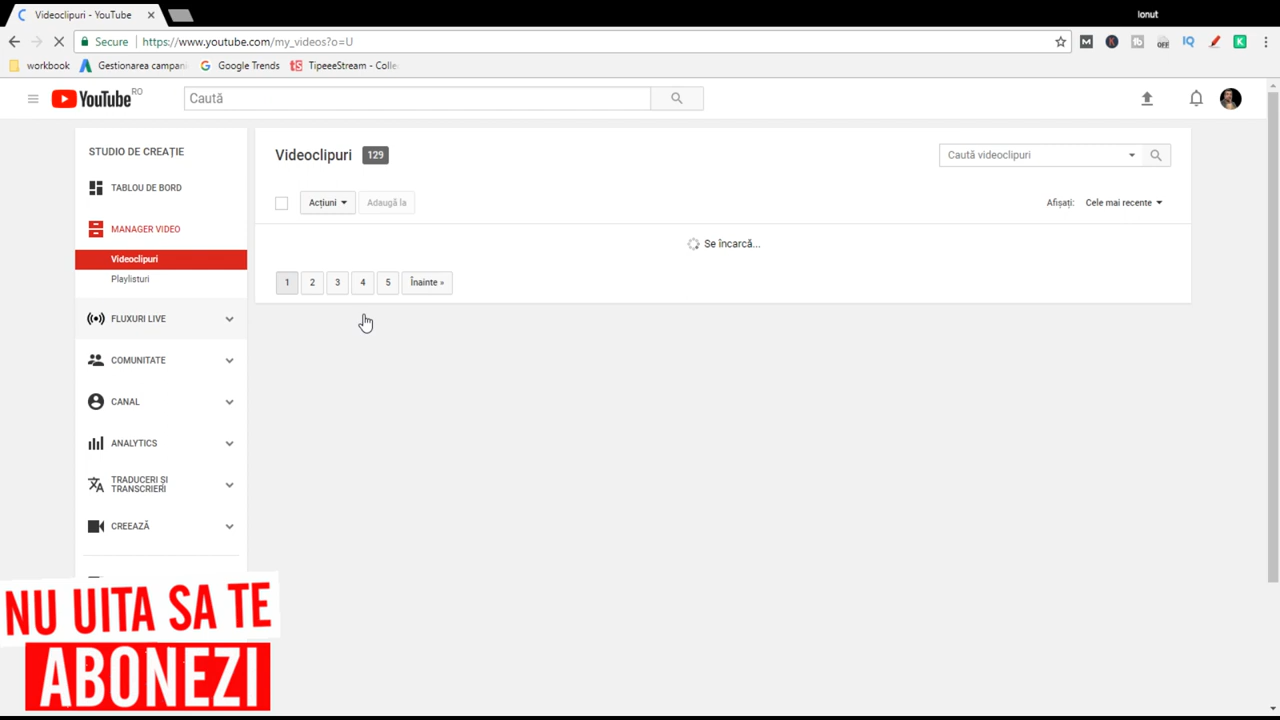 Videoclipuri - YouTube
Ionut
Secure
https://www.youtube.com/my_videos?o=U
workbook
Gestionarea campani
Google Trends
TipeeeStream - Colle
YouTube RO
Caută
STUDIO DE CREAȚIE
TABLOU DE BORD
MANAGER VIDEO
Videoclipuri
Playlisturi
FLUXURI LIVE
COMUNITATE
CANAL
ANALYTICS
TRADUCERI ȘI
TRANSCRIERI
CREEAZĂ
Videoclipuri 129
Caută videoclipuri
Acțiuni
Adaugă la
Afișați: Cele mai recente
Se încarcă...
1 2 3 4 5 Înainte »
NU UITA SA TE
ABONEZI